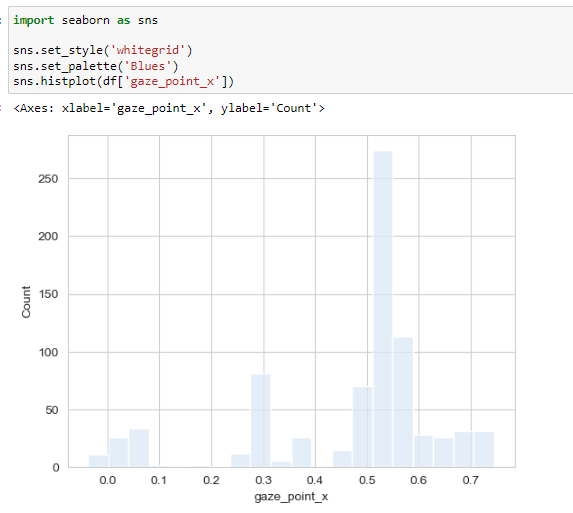 import seaborn as sns
sns.set_style('whitegrid')
sns.set_palette('Blues')
sns.histplot(df['gaze_point_x'])
<Axes: xlabel='gaze_point_x', ylabel='Count'>
250
200
150
100
50
0
Count
0.0 0.1 0.2 0.3 0.4 0.5 0.6 0.7
gaze_point_x